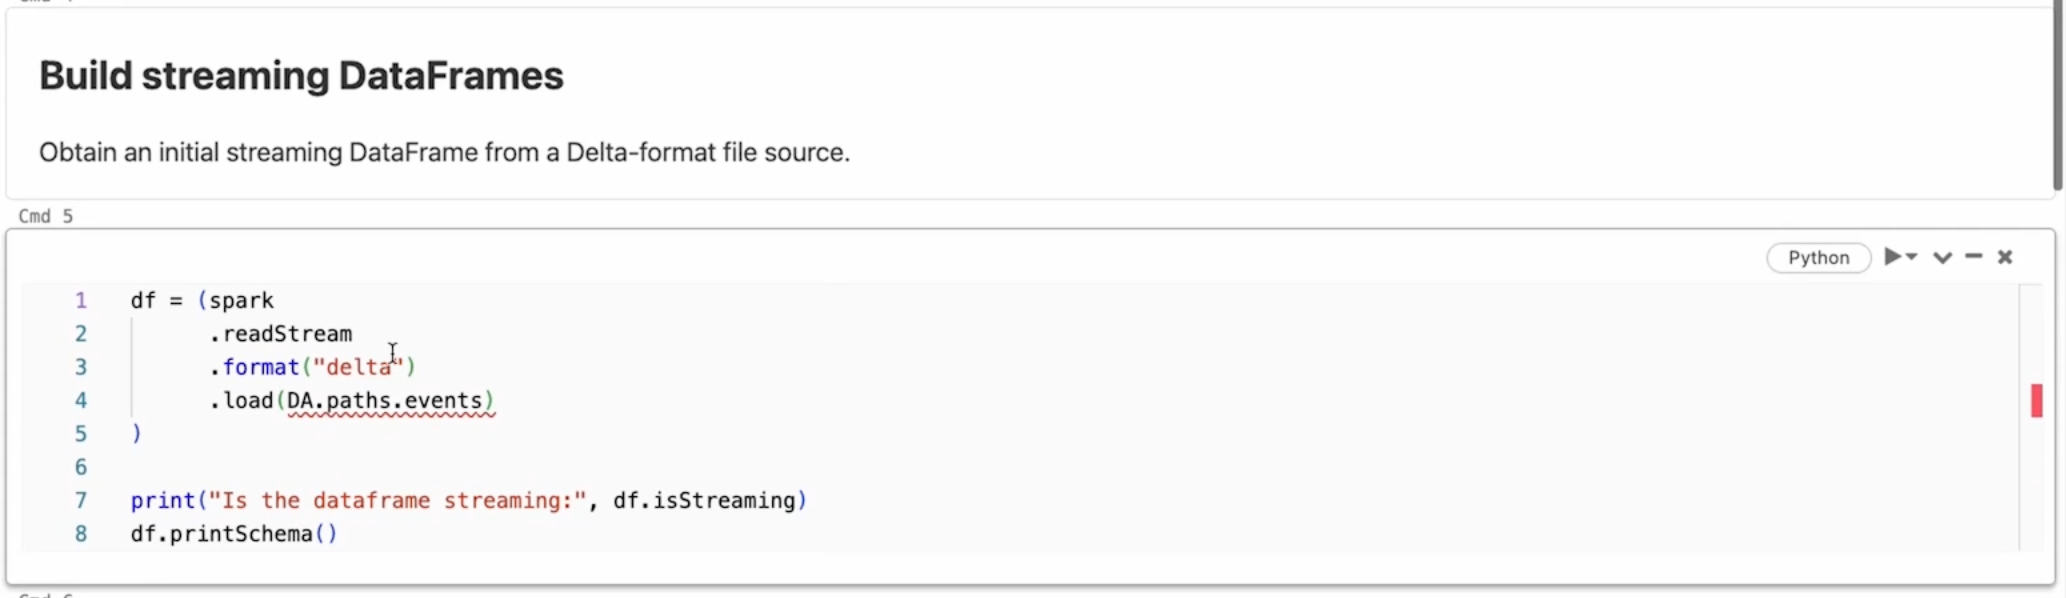 Build streaming DataFrames
Obtain an initial streaming DataFrame from a Delta-format file source.
Cmd 5
Python
1 df = (spark
2 .readStream
3 .format("delta")
4 .load(DA.paths.events)
5 )
6
7 print("Is the dataframe streaming:", df.isStreaming)
8 df.printSchema()